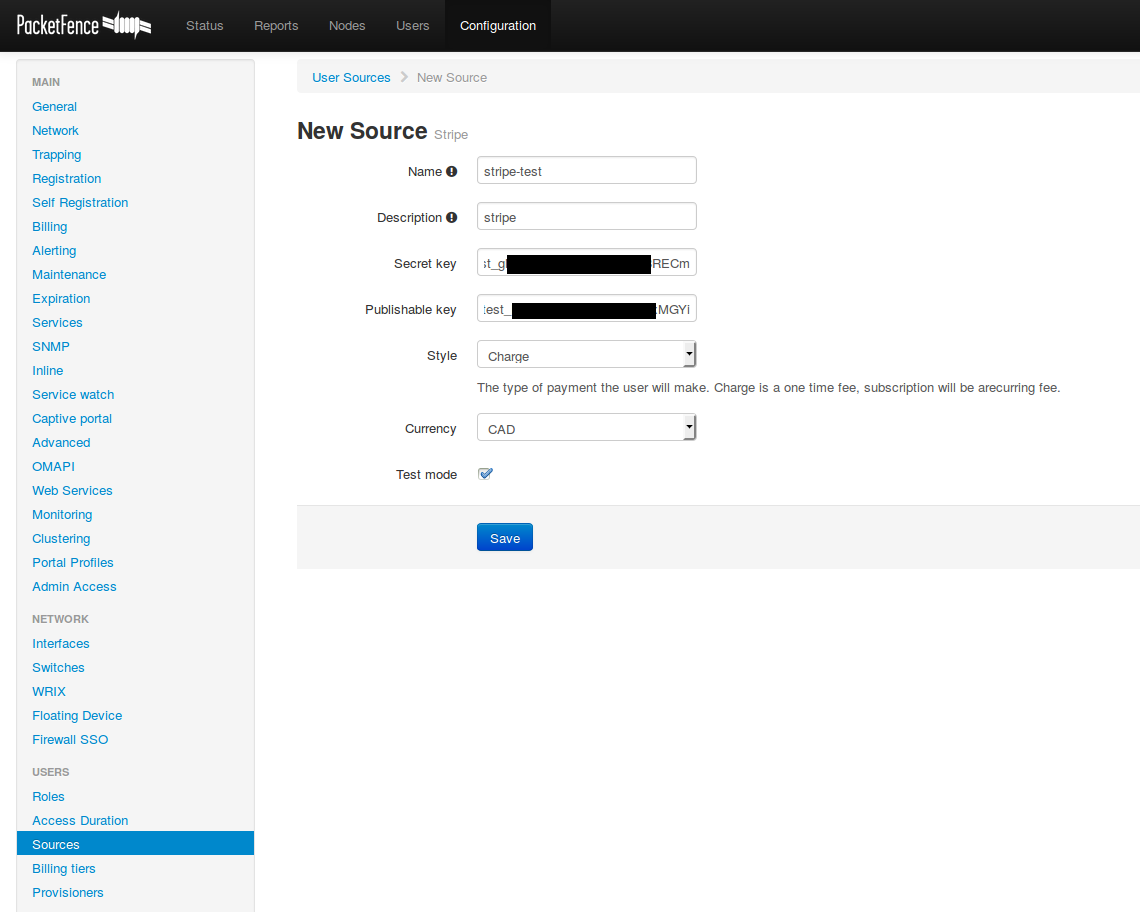 PacketFence Status Reports Nodes Users Configuration
MAIN
General
Network
Trapping
Registration
Self Registration
Billing
Alerting
Maintenance
Expiration
Services
SNMP
Inline
Service watch
Captive portal
Advanced
OMAPI
Web Services
Monitoring
Clustering
Portal Profiles
Admin Access
NETWORK
Interfaces
Switches
WRIX
Floating Device
Firewall SSO
USERS
Roles
Access Duration
Sources
Billing tiers
Provisioners
User Sources New Source
New Source Stripe
Name stripe-test
Description stripe
Secret key RECm
Publishable key test_ MGYi
Style Charge
The type of payment the user will make. Charge is a one time fee, subscription will be arecurring fee.
Currency CAD
Test mode
Save